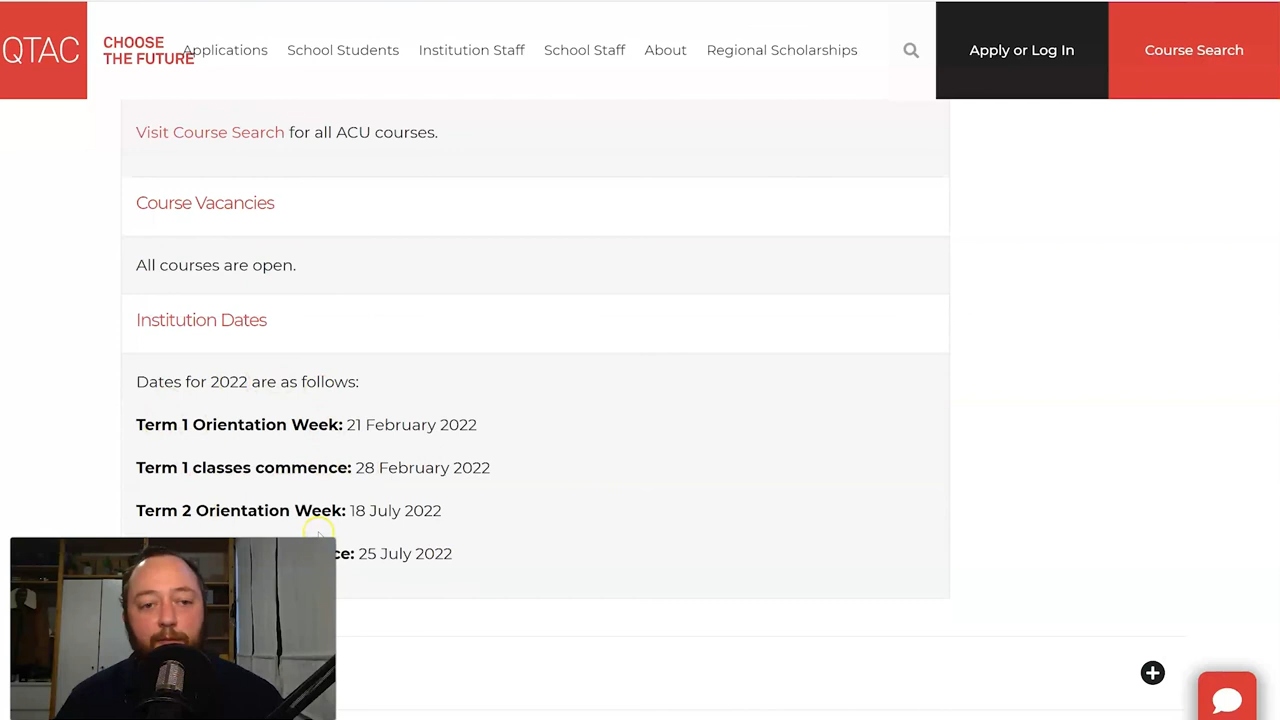 QTAC
CHOOSE
THE FUTURE
Applications
School Students
Institution Staff
School Staff
About
Regional Scholarships
Apply or Log In
Course Search
Visit Course Search for all ACU courses.
Course Vacancies
All courses are open.
Institution Dates
Dates for 2022 are as follows:
Term 1 Orientation Week: 21 February 2022
Term 1 classes commence: 28 February 2022
Term 2 Orientation Week: 18 July 2022
ce: 25 July 2022